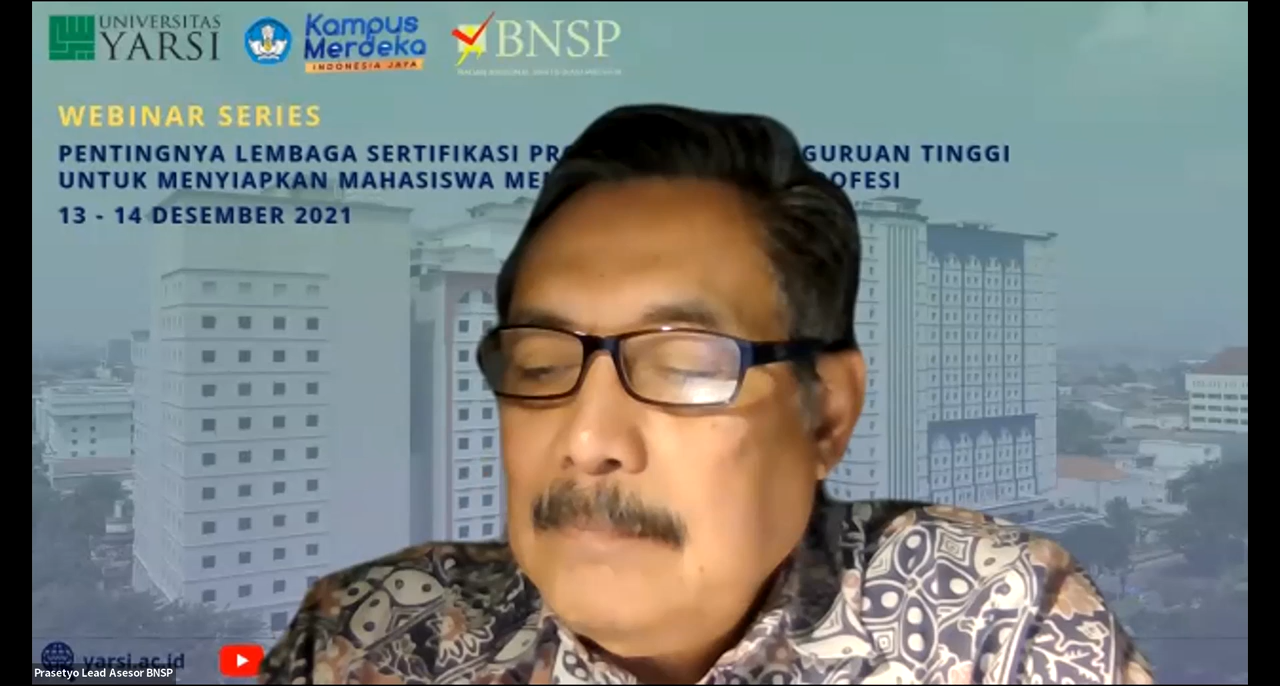 UNIVERSITAS
YARSI
Kampus
Merdeka
INDONESIA JAYA
BNSP
WEBINAR SERIES
PENTINGNYA LEMBAGA SERTIFIKASI PR GURUAN TINGGI
UNTUK MENYIAPKAN MAHASISWA ME OFESI
13 - 14 DESEMBER 2021
yarsi.ac.id
Prasetyo Lead Asesor BNSP